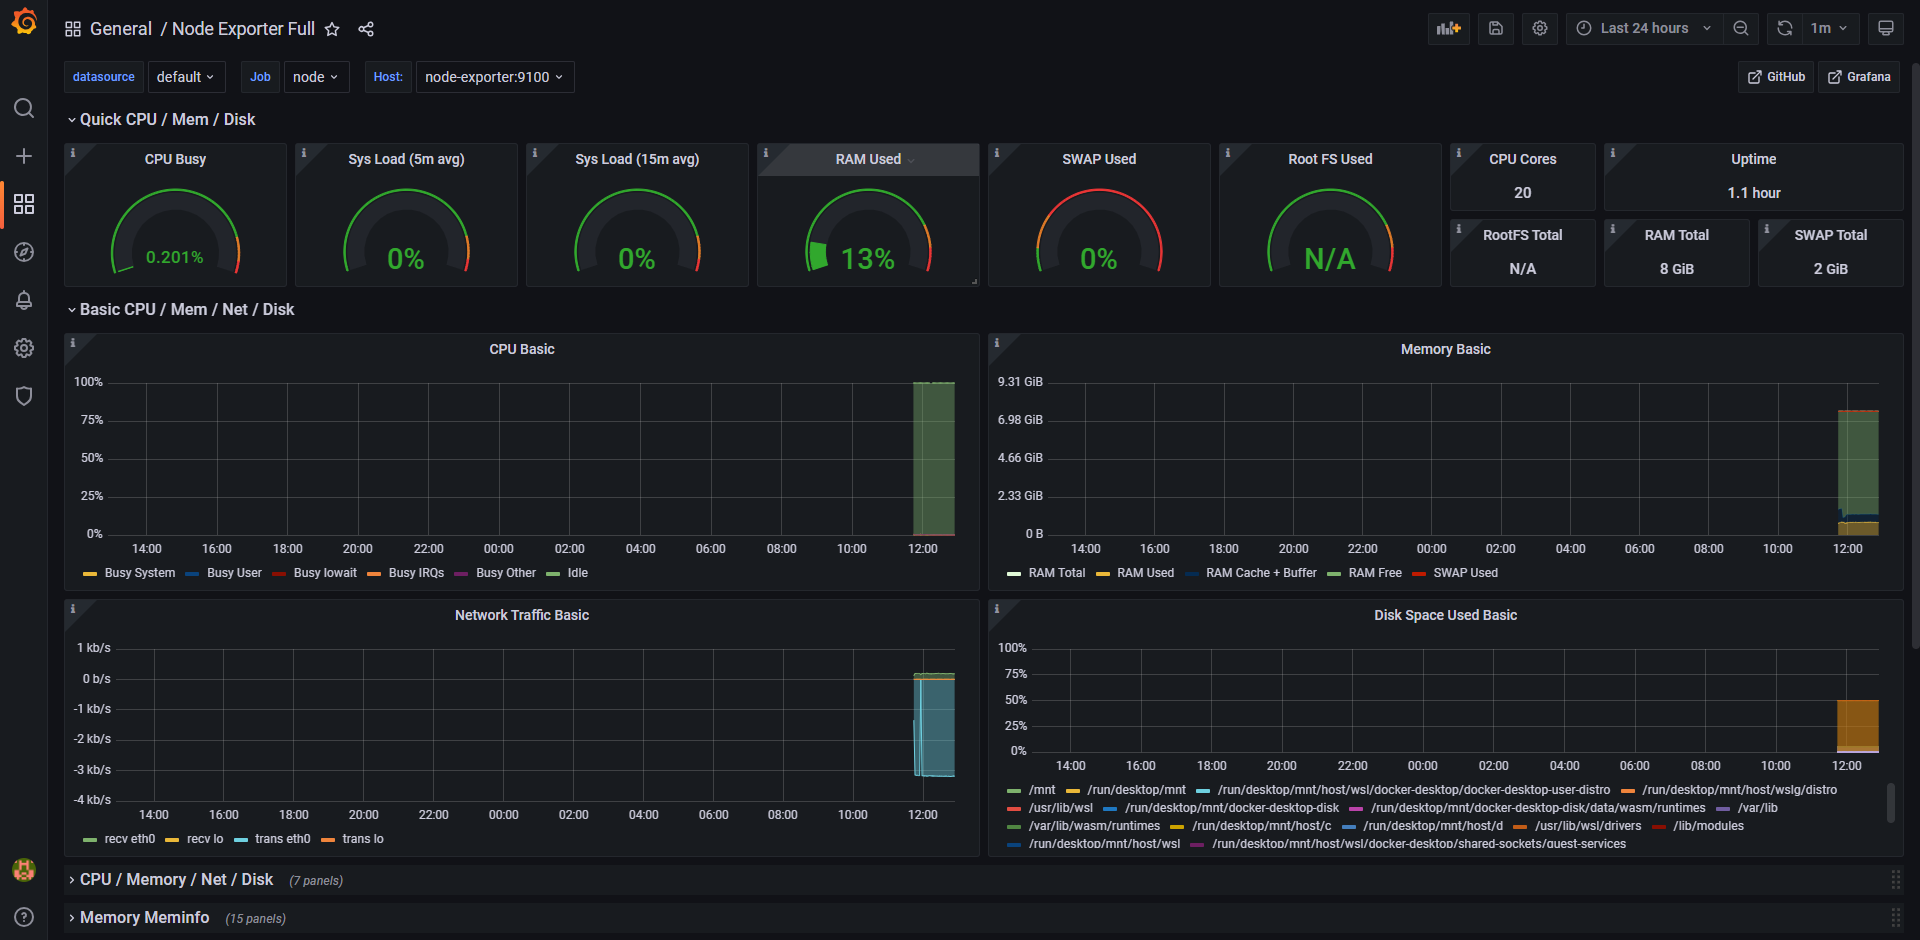 General / Node Exporter Full
Last 24 hours
1m
datasource default Job node Host: node-exporter:9100
GitHub Grafana
Quick CPU / Mem / Disk
CPU Busy
0.201%
Sys Load (5m avg)
0%
Sys Load (15m avg)
0%
RAM Used
13%
SWAP Used
0%
Root FS Used
N/A
CPU Cores
20
Uptime
1.1 hour
RootFS Total
N/A
RAM Total
8 GiB
SWAP Total
2 GiB
Basic CPU / Mem / Net / Disk
CPU Basic
100%
75%
50%
25%
0%
14:00 16:00 18:00 20:00 22:00 00:00 02:00 04:00 06:00 08:00 10:00 12:00
Busy System Busy User Busy Iowait Busy IRQs Busy Other Idle
Memory Basic
9.31 GiB
6.98 GiB
4.66 GiB
2.33 GiB
0 B
14:00 16:00 18:00 20:00 22:00 00:00 02:00 04:00 06:00 08:00 10:00 12:00
RAM Total RAM Used RAM Cache + Buffer RAM Free SWAP Used
Network Traffic Basic
1 kb/s
0 b/s
-1 kb/s
-2 kb/s
-3 kb/s
-4 kb/s
14:00 16:00 18:00 20:00 22:00 00:00 02:00 04:00 06:00 08:00 10:00 12:00
recv eth0 recv lo trans eth0 trans lo
Disk Space Used Basic
100%
75%
50%
25%
0%
14:00 16:00 18:00 20:00 22:00 00:00 02:00 04:00 06:00 08:00 10:00 12:00
/mnt /run/desktop/mnt /run/desktop/mnt/host/wsl/docker-desktop/docker-desktop-user-distro /run/desktop/mnt/host/wslg/distro
/usr/lib/wsl /run/desktop/mnt/docker-desktop-disk /run/desktop/mnt/docker-desktop-disk/data/wasm/runtimes /var/lib
/var/lib/wasm/runtimes /run/desktop/mnt/host/c /run/desktop/mnt/host/d /usr/lib/wsl/drivers /lib/modules
/run/desktop/mnt/host/wsl /run/desktop/mnt/host/wsl/docker-desktop/shared-sockets/guest-services
CPU / Memory / Net / Disk (7 panels)
Memory Meminfo (15 panels)